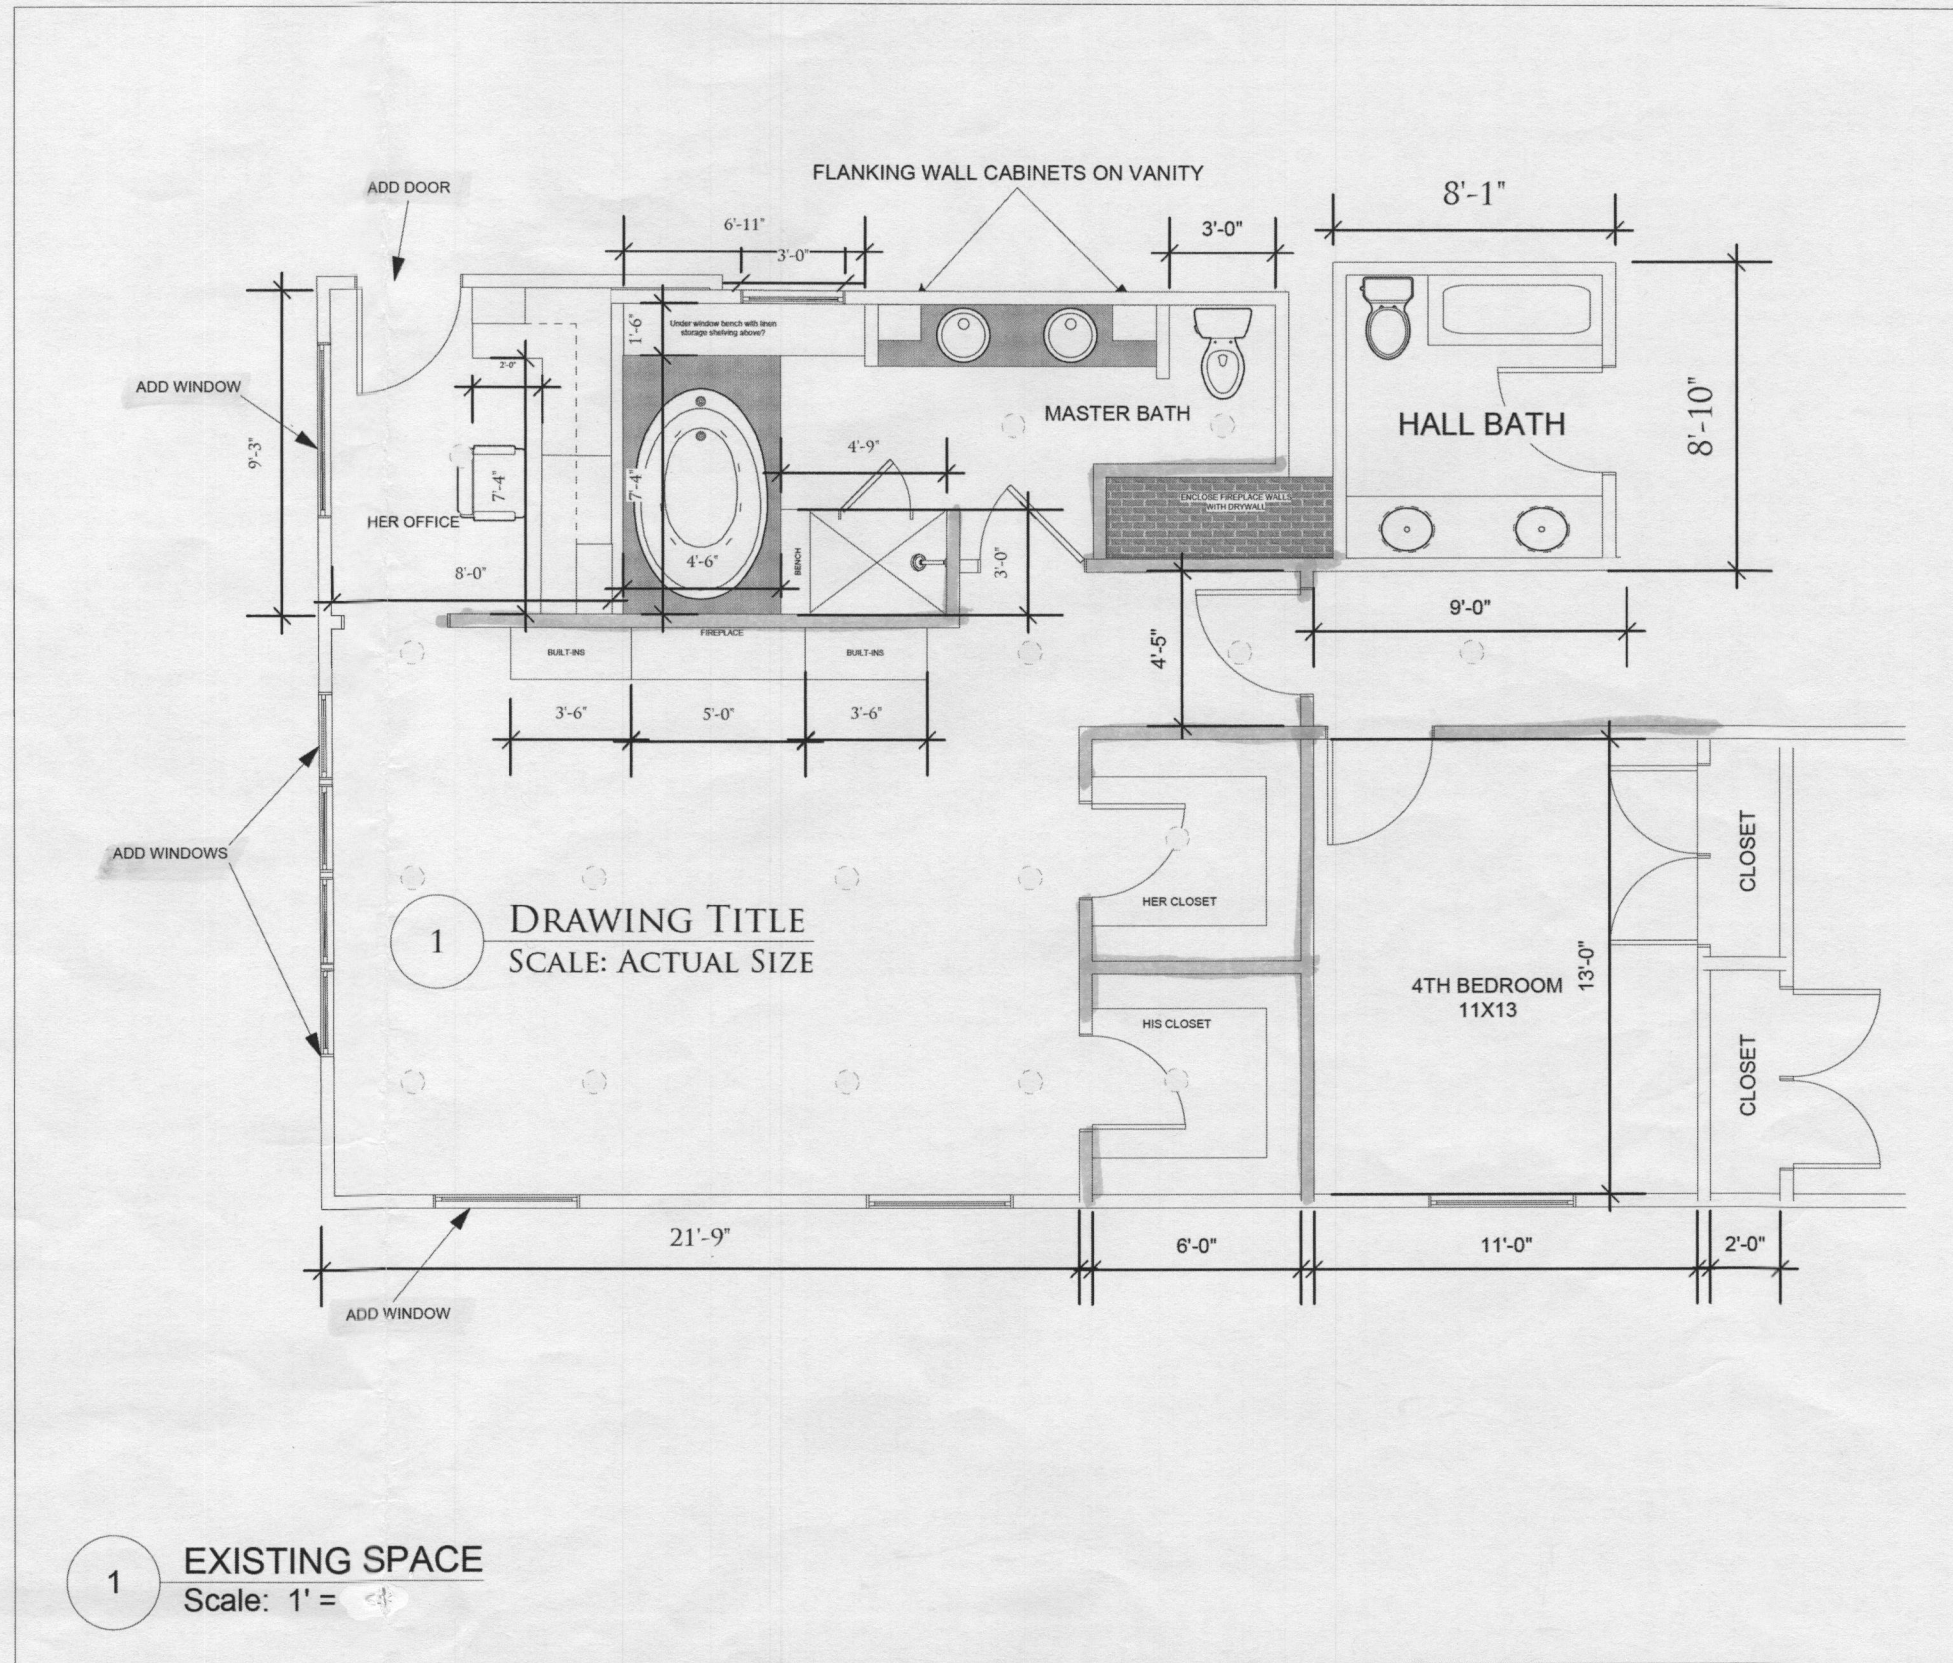 FLANKING WALL CABINETS ON VANITY
ADD DOOR
8'-1"
6'-11"
3'-0"
3'-0"
Under window bench with linen
storage shelving above?
1'-6"
2'-0"
ADD WINDOW
9'-3"
MASTER BATH
HALL BATH
8'-10"
4'-9"
7'-4"
7'-4"
ENCLOSE FIREPLACE WALLS
WITH DRYWALL
HER OFFICE
8'-0"
4'-6"
BENCH
3'-0"
9'-0"
FIREPLACE
BUILT-INS
BUILT-INS
4'-5"
3'-6"
5'-0"
3'-6"
ADD WINDOWS
CLOSET
HER CLOSET
1
DRAWING TITLE
SCALE: ACTUAL SIZE
4TH BEDROOM
11X13
13'-0"
HIS CLOSET
CLOSET
21'-9"
6'-0"
11'-0"
2'-0"
ADD WINDOW
1
EXISTING SPACE
Scale: 1' =